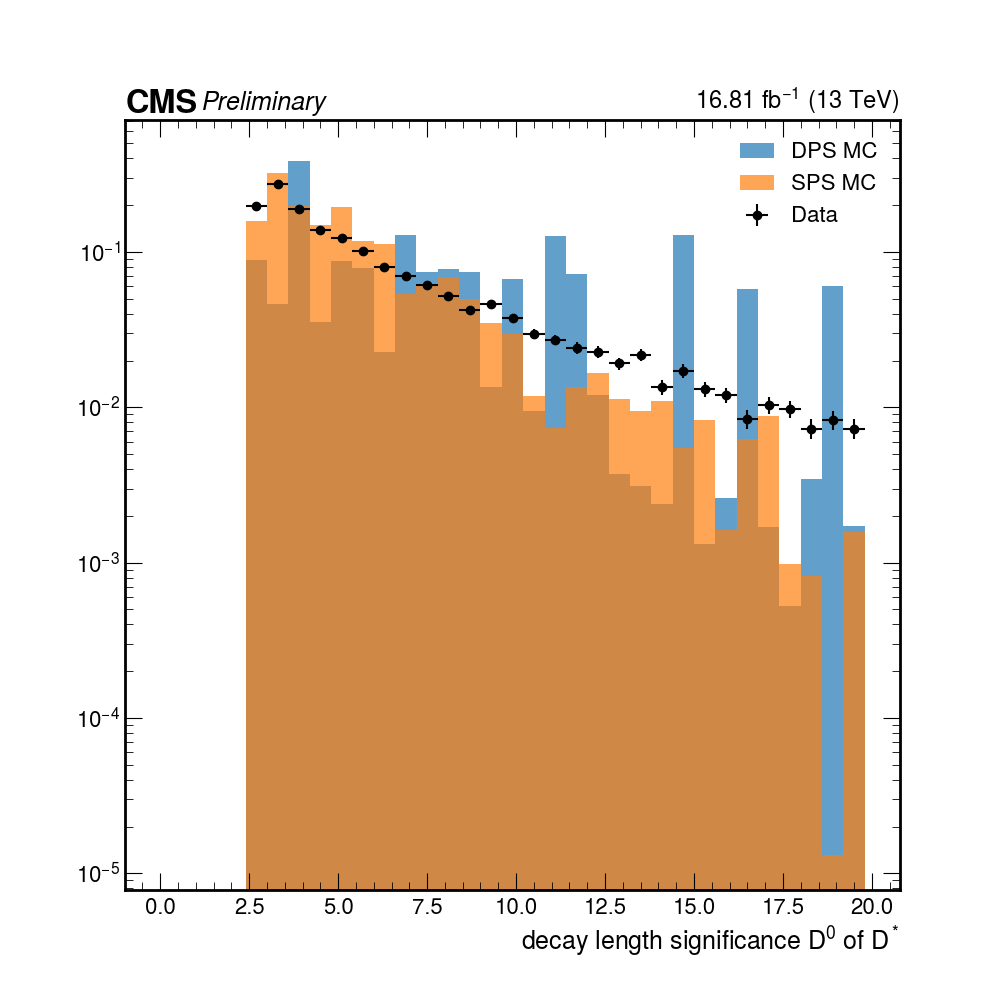 CMS Preliminary 16.81 fb⁻¹ (13 TeV)
DPS MC
SPS MC
Data
10⁻¹
10⁻²
10⁻³
10⁻⁴
10⁻⁵
0.0 2.5 5.0 7.5 10.0 12.5 15.0 17.5 20.0
decay length significance D⁰ of D*